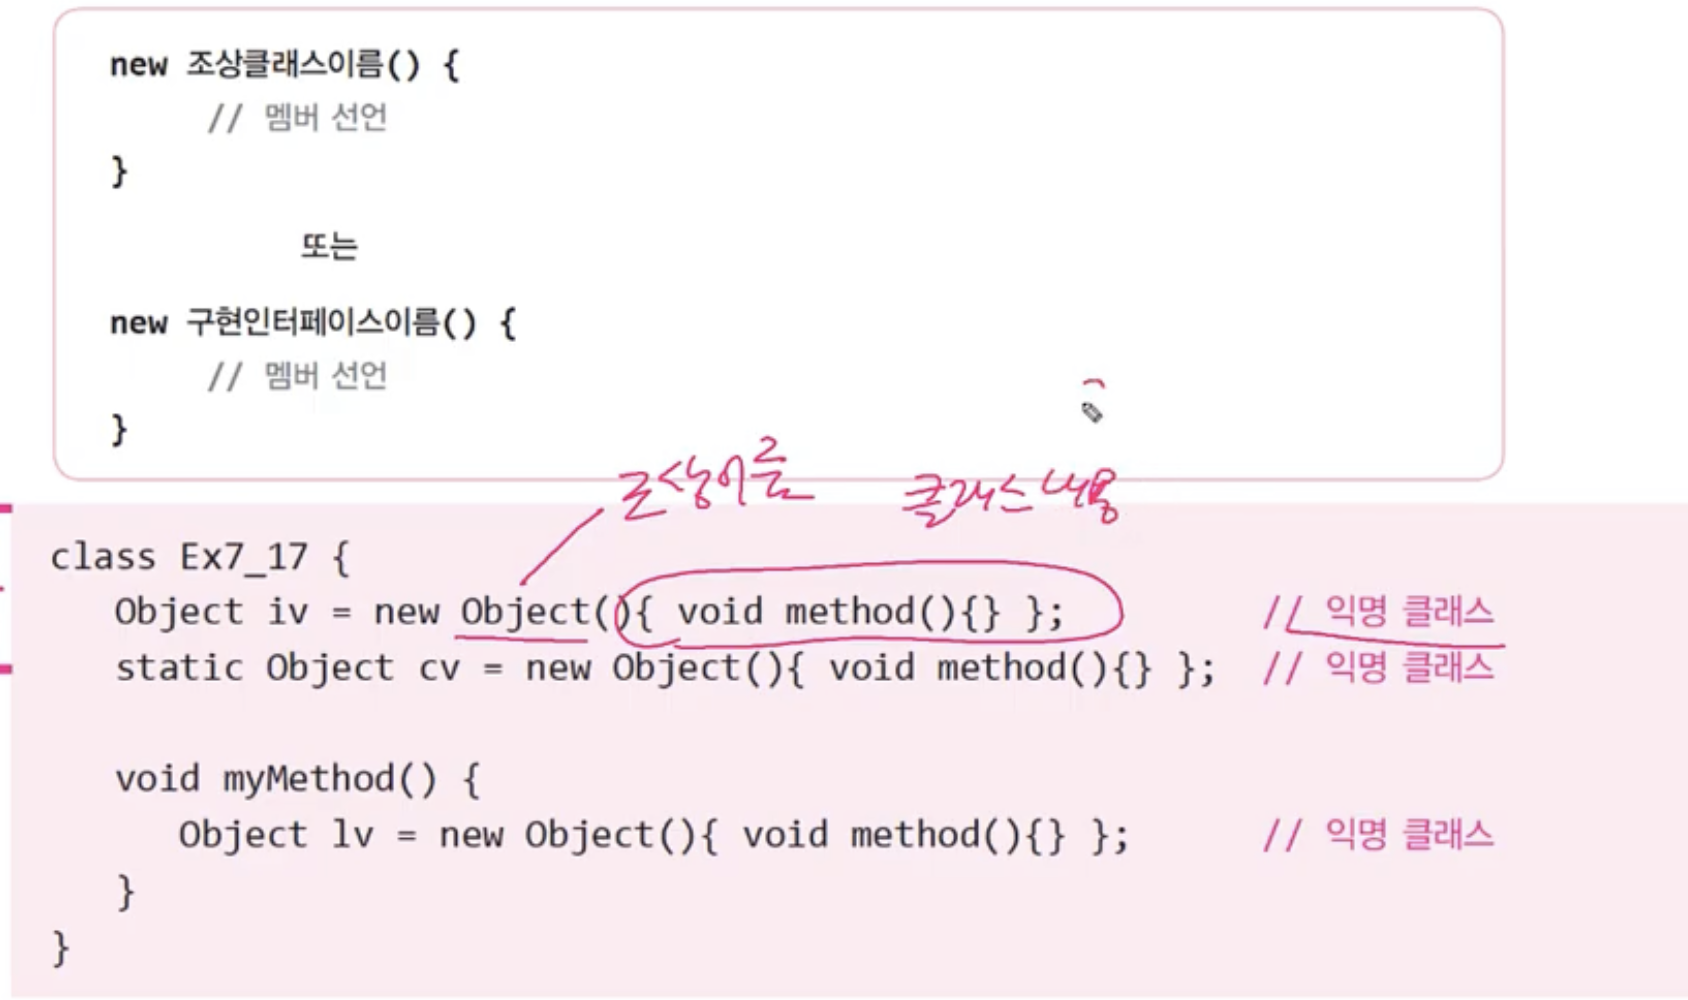 new 조상클래스이름() {
// 멤버 선언
}
또는
new 구현인터페이스이름() {
// 멤버 선언
}
조상이름 클래스 내용
class Ex7_17 {
Object iv = new Object(){ void method(){} }; // 익명 클래스
static Object cv = new Object(){ void method(){} }; // 익명 클래스
void myMethod() {
Object lv = new Object(){ void method(){} }; // 익명 클래스
}
}